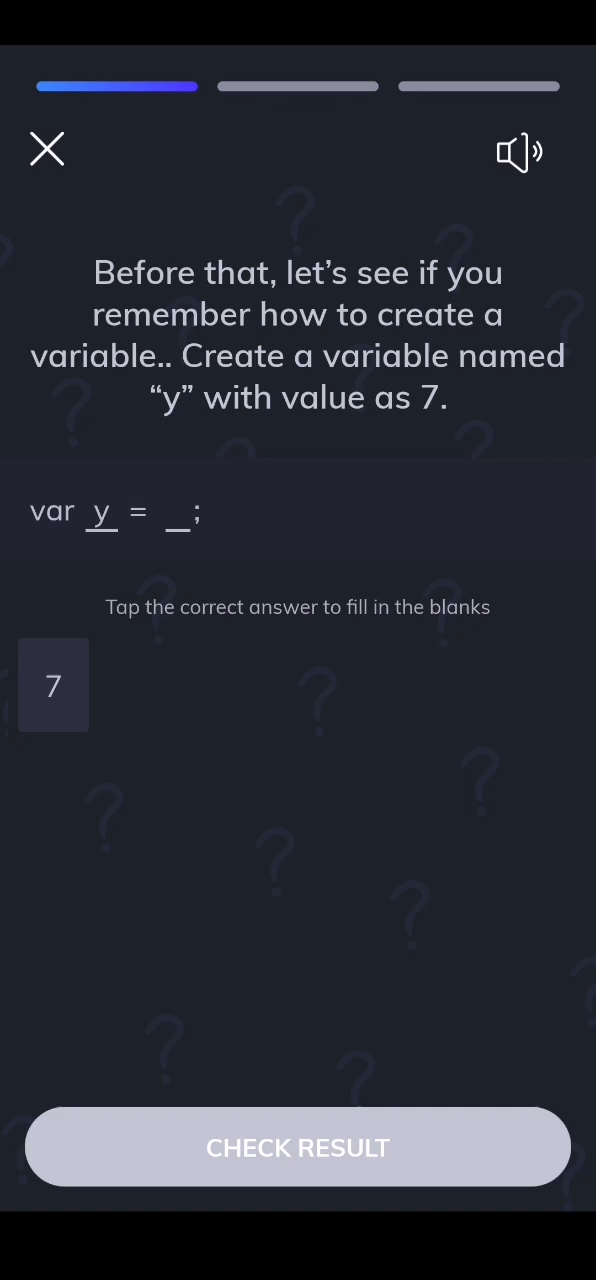 Before that, let’s see if you
remember how to create a
variable.. Create a variable named
“y” with value as 7.
var y = __;
Tap the correct answer to fill in the blanks
7
CHECK RESULT